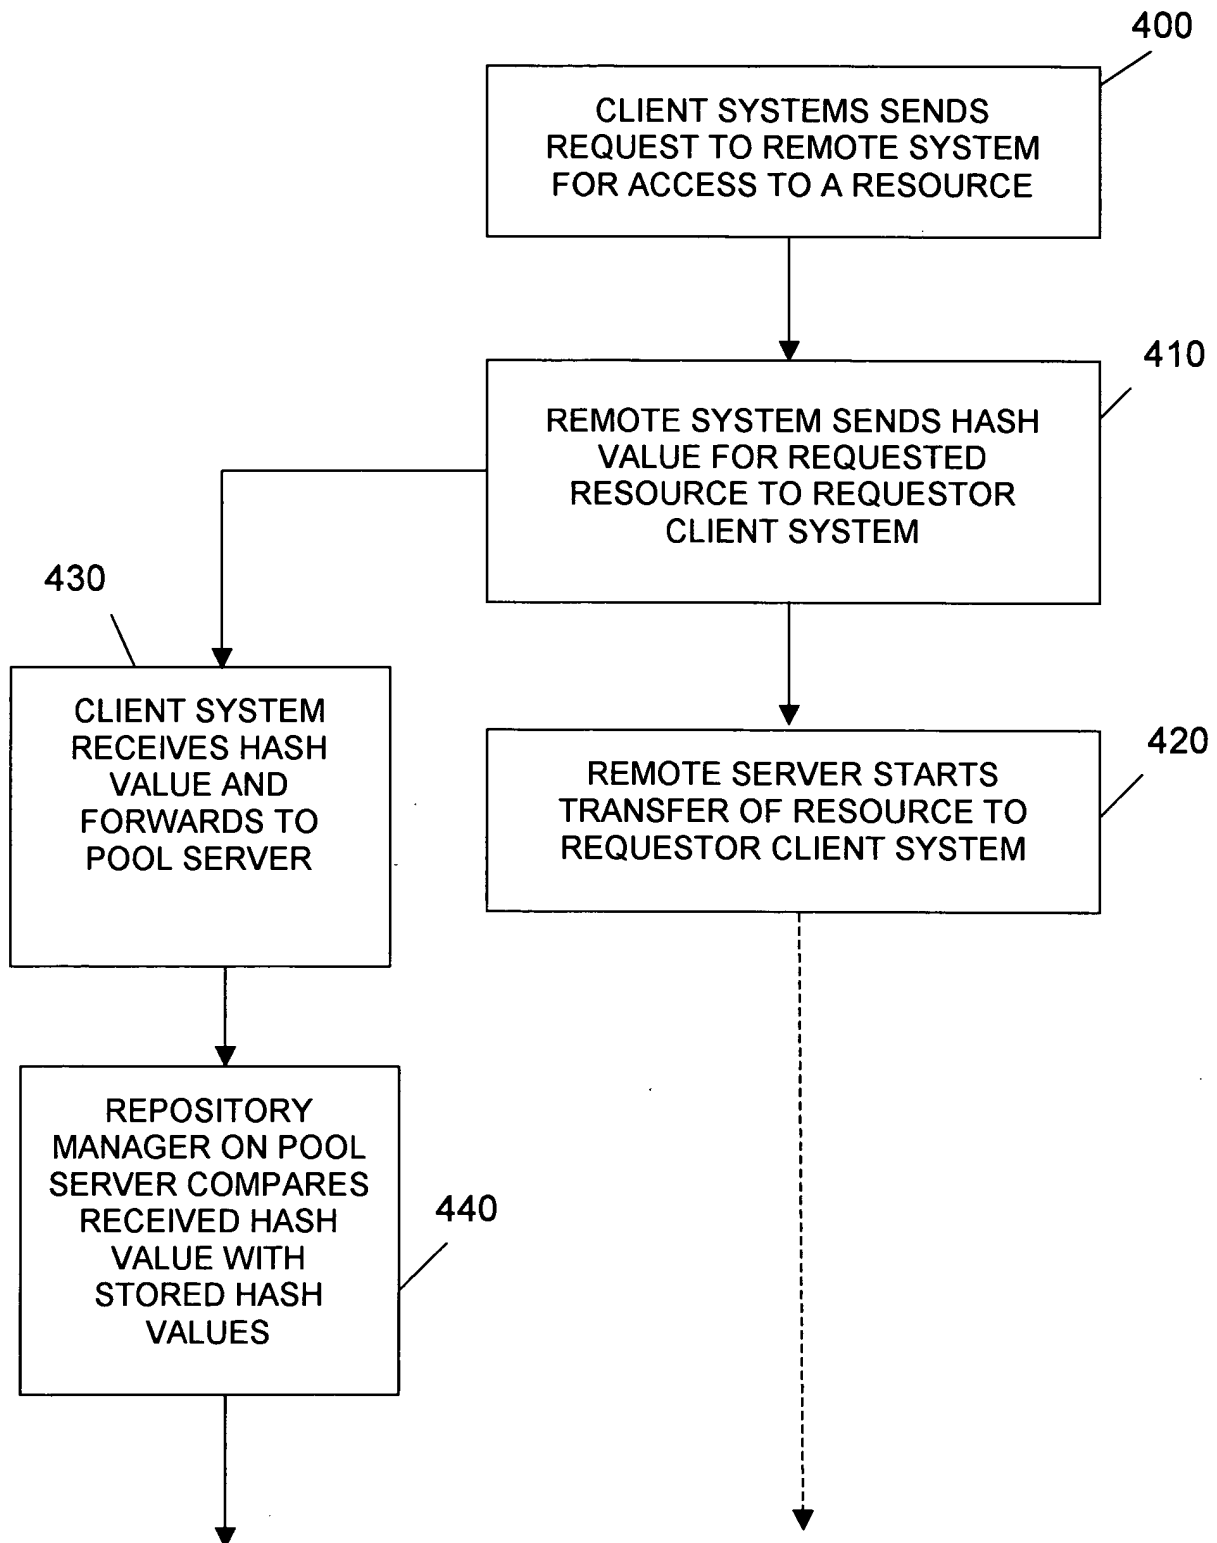 400
CLIENT SYSTEMS SENDS
REQUEST TO REMOTE SYSTEM
FOR ACCESS TO A RESOURCE
410
REMOTE SYSTEM SENDS HASH
VALUE FOR REQUESTED
RESOURCE TO REQUESTOR
CLIENT SYSTEM
430
CLIENT SYSTEM
RECEIVES HASH
VALUE AND
FORWARDS TO
POOL SERVER
420
REMOTE SERVER STARTS
TRANSFER OF RESOURCE TO
REQUESTOR CLIENT SYSTEM
REPOSITORY
MANAGER ON POOL
SERVER COMPARES
RECEIVED HASH
VALUE WITH
STORED HASH
VALUES
440